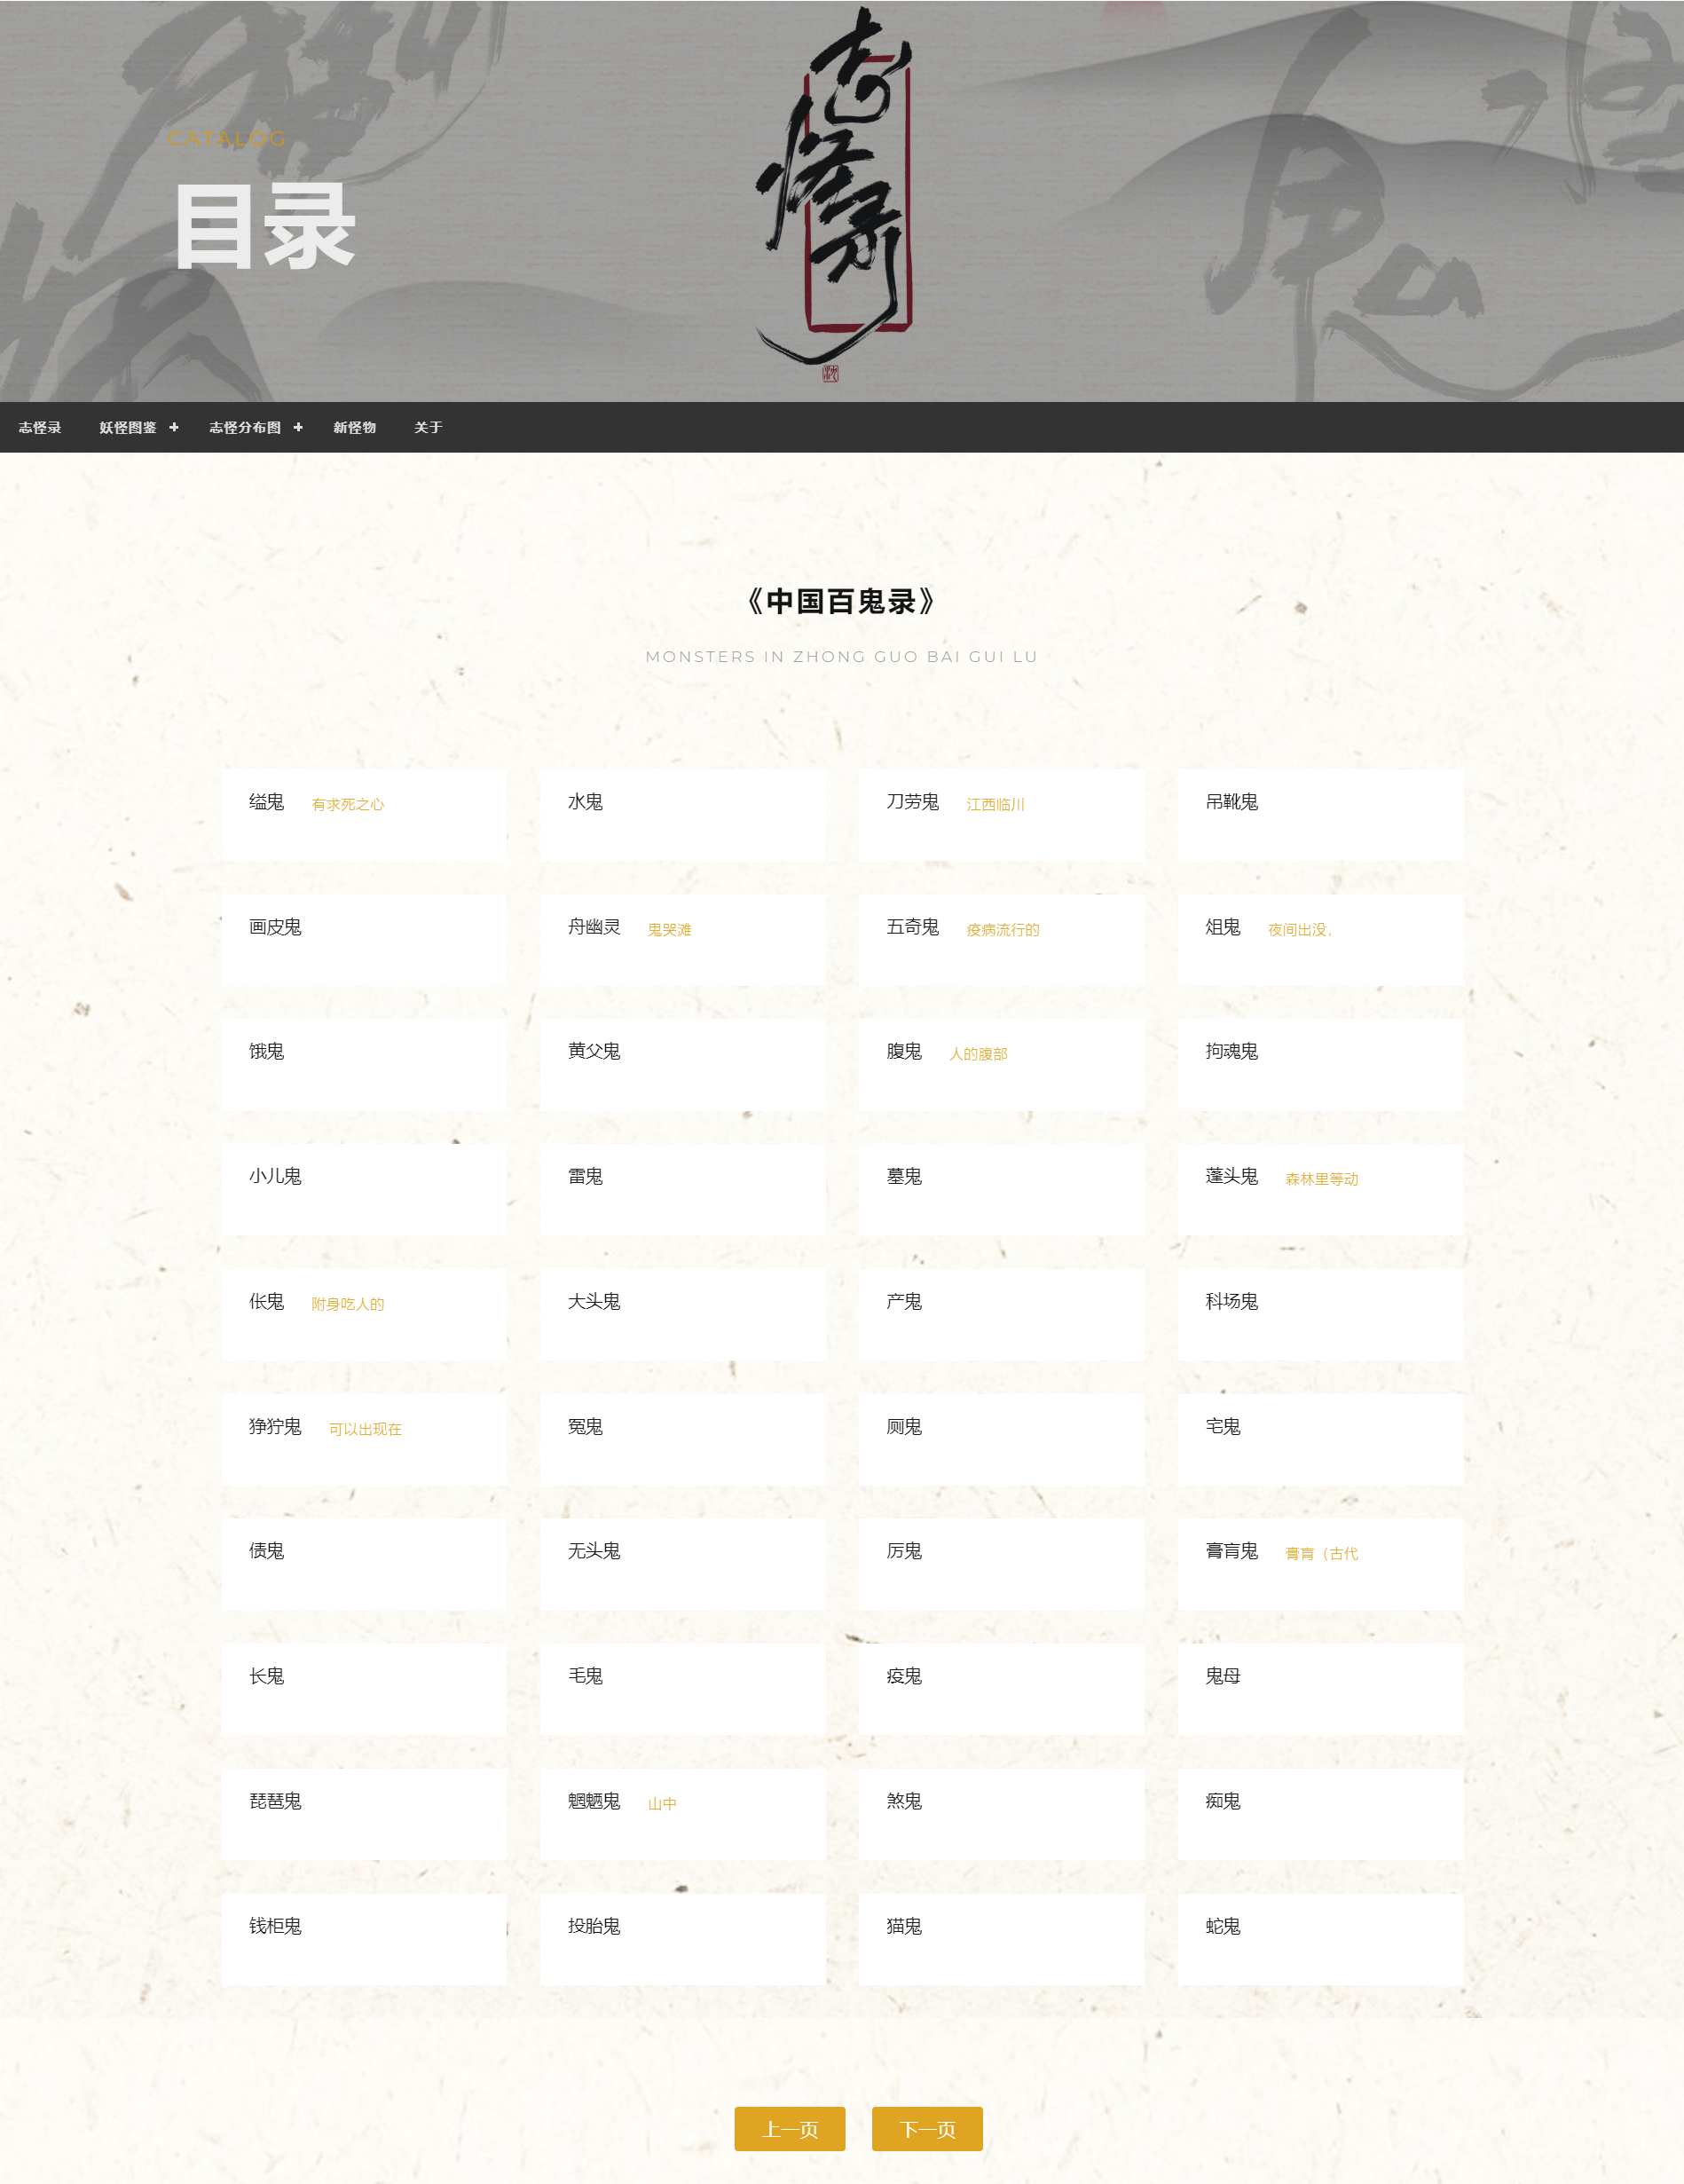 CATALOG
目录
志怪录
志怪录 妖怪图鉴 + 志怪分布图 + 新怪物 关于
《中国百鬼录》
MONSTERS IN ZHONG GUO BAI GUI LU
缢鬼 有求死之心 水鬼 刀劳鬼 江西临川 吊靴鬼
画皮鬼 舟幽灵 鬼哭滩 五奇鬼 疫病流行的 俎鬼 夜间出没，
饿鬼 黄父鬼 腹鬼 人的腹部 拘魂鬼
小儿鬼 雷鬼 墓鬼 蓬头鬼 森林里等动
伥鬼 附身吃人的 大头鬼 产鬼 科场鬼
狰狞鬼 可以出现在 冤鬼 厕鬼 宅鬼
债鬼 无头鬼 厉鬼 膏肓鬼 膏肓（古代
长鬼 毛鬼 疫鬼 鬼母
琵琶鬼 魍魉鬼 山中 煞鬼 痴鬼
钱柜鬼 投胎鬼 猫鬼 蛇鬼
上一页 下一页